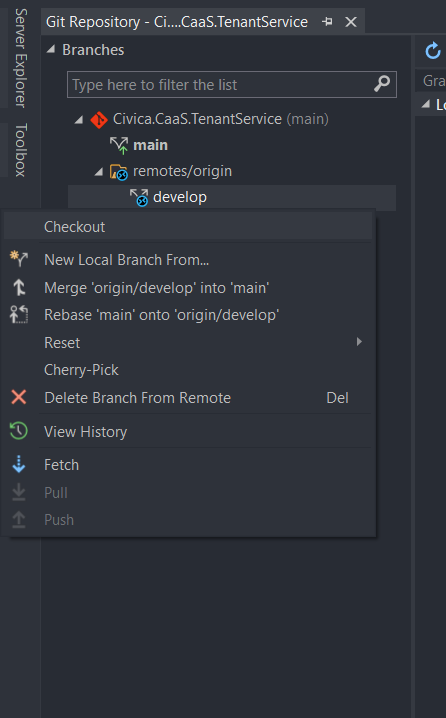 Server Explorer
Toolbox
Git Repository - Ci....CaaS.TenantService
Branches
Type here to filter the list
Civica.CaaS.TenantService (main)
main
remotes/origin
develop
Checkout
New Local Branch From...
Merge 'origin/develop' into 'main'
Rebase 'main' onto 'origin/develop'
Reset
Cherry-Pick
Delete Branch From Remote Del
View History
Fetch
Pull
Push
Gra
Lo